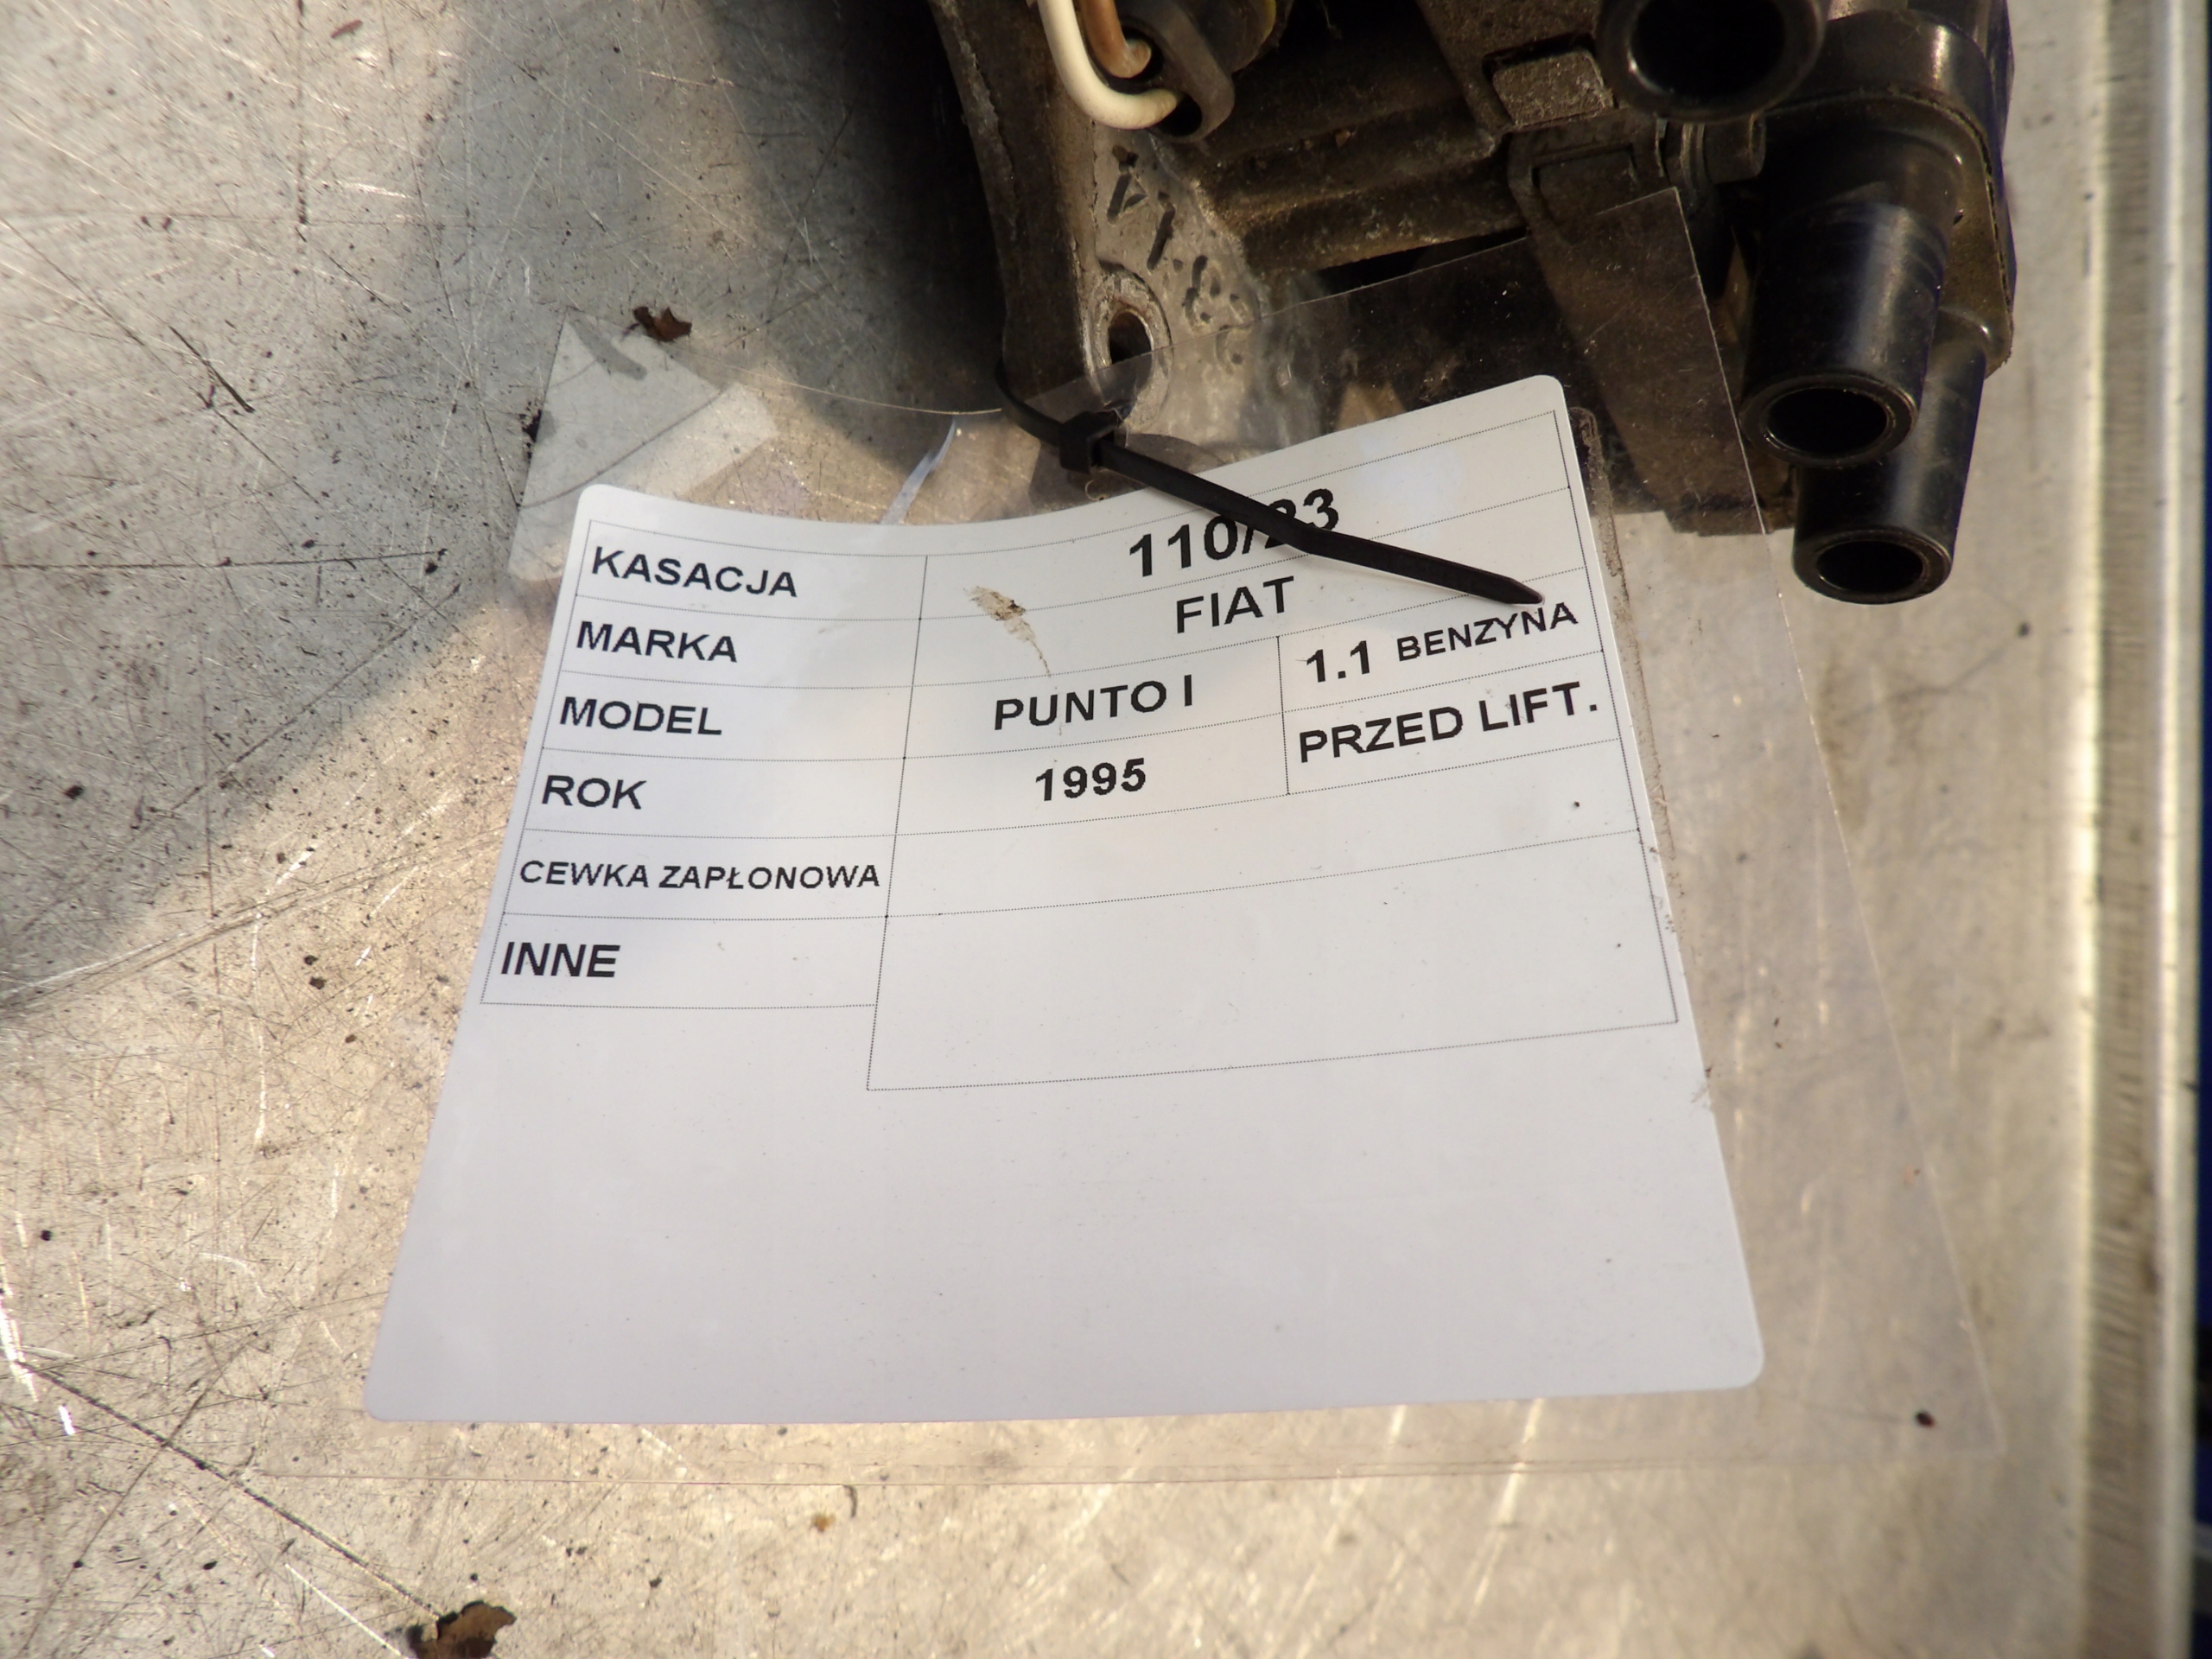 KASACJA 110/23
MARKA FIAT
MODEL PUNTO I 1.1 BENZYNA
ROK 1995 PRZED LIFT.
CEWKA ZAPŁONOWA
INNE